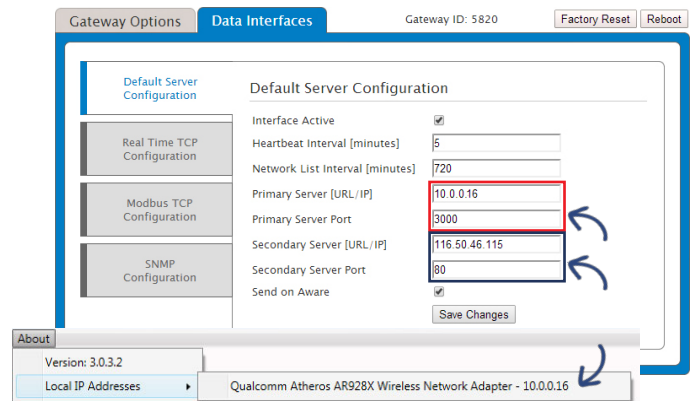 Gateway Options
Data Interfaces
Gateway ID: 5820
Factory Reset
Reboot
Default Server
Configuration
Real Time TCP
Configuration
Modbus TCP
Configuration
SNMP
Configuration
Default Server Configuration
Interface Active
Heartbeat Interval [minutes] 5
Network List Interval [minutes] 720
Primary Server [URL/IP] 10.0.0.16
Primary Server Port 3000
Secondary Server [URL/IP] 116.50.46.115
Secondary Server Port 80
Send on Aware
Save Changes
About
Version: 3.0.3.2
Local IP Addresses
Qualcomm Atheros AR928X Wireless Network Adapter - 10.0.0.16